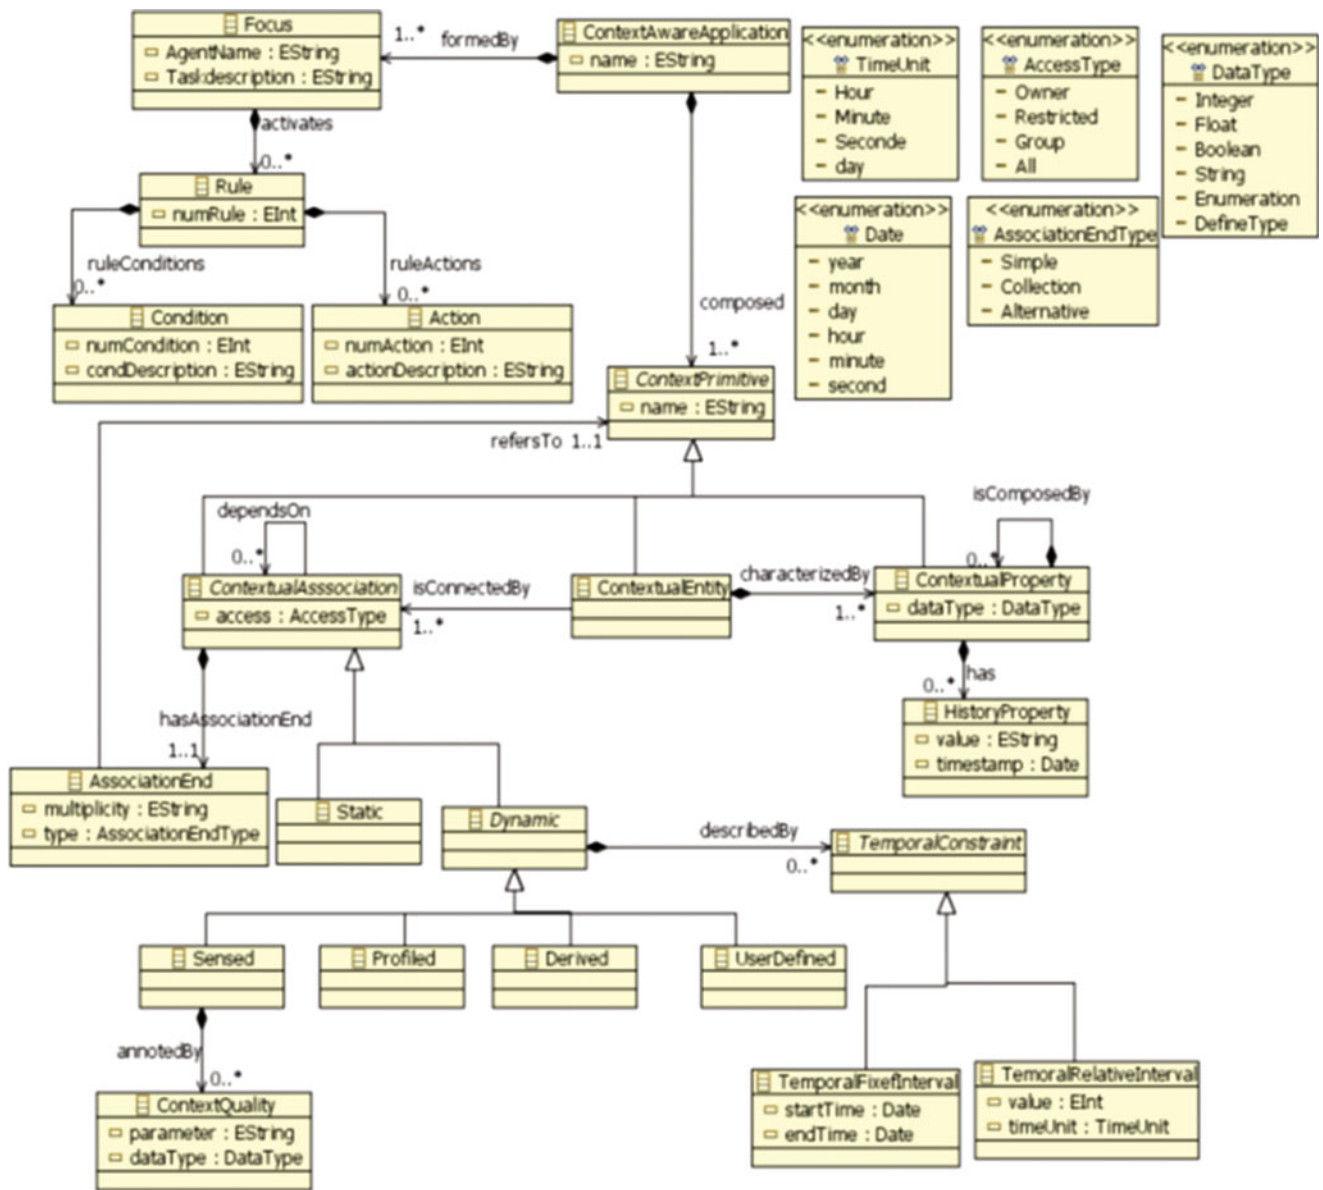 Focus
AgentName : EString
Taskdescription : EString
1..*
formedBy
ContextAwareApplication
name : EString
<<enumeration>>
TimeUnit
Hour
Minute
Seconde
day
<<enumeration>>
AccessType
Owner
Restricted
Group
All
<<enumeration>>
DataType
Integer
Float
Boolean
String
Enumeration
DefineType
activates
0..*
Rule
numRule : EInt
<<enumeration>>
Date
year
month
day
hour
minute
second
<<enumeration>>
AssociationEndType
Simple
Collection
Alternative
ruleConditions
0..*
ruleActions
0..*
Condition
numCondition : EInt
condDescription : EString
Action
numAction : EInt
actionDescription : EString
composed
1..*
ContextPrimitive
name : EString
refersTo 1..1
dependsOn
0..*
isComposedBy
0..*
ContextualAsssociation
access : AccessType
isConnectedBy
1..*
ContextualEntity
characterizedBy
1..*
ContextualProperty
dataType : DataType
has
0..*
HistoryProperty
value : EString
timestamp : Date
hasAssociationEnd
1..1
AssociationEnd
multiplicity : EString
type : AssociationEndType
Static
Dynamic
describedBy
0..*
TemporalConstraint
Sensed
Profiled
Derived
UserDefined
annotedBy
0..*
ContextQuality
parameter : EString
dataType : DataType
TemporalFixefInterval
startTime : Date
endTime : Date
TemoralRelativeInterval
value : EInt
timeUnit : TimeUnit